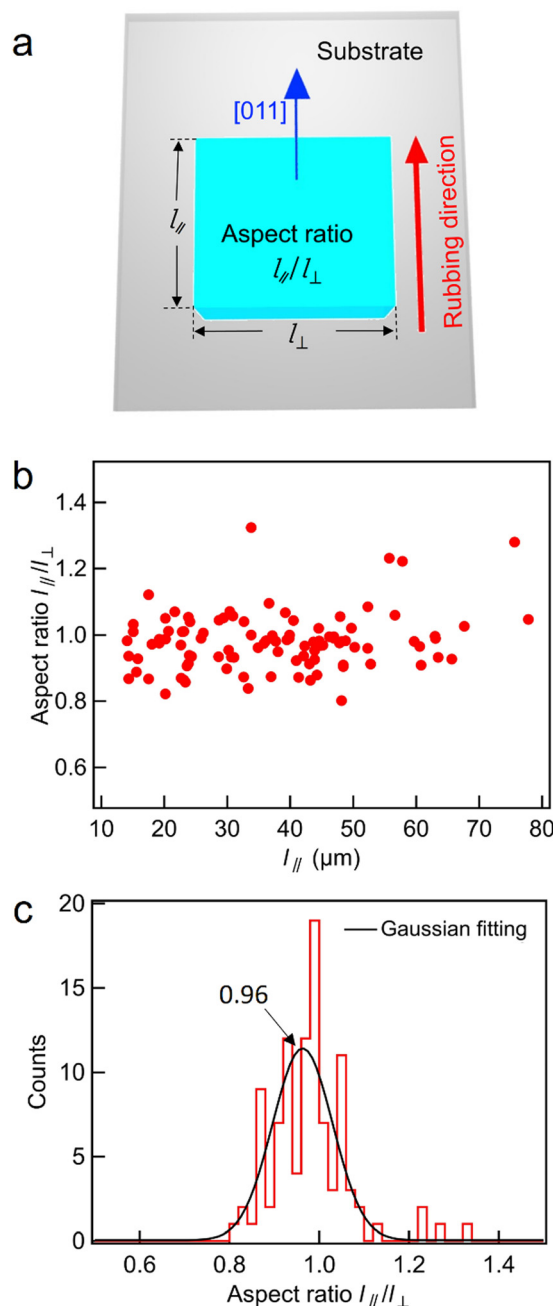 a
Substrate
[011]
l∥
Aspect ratio
l∥/l⊥
l⊥
Rubbing direction
b
1.4
1.2
1.0
0.8
0.6
Aspect ratio l∥/l⊥
10 20 30 40 50 60 70 80
l∥ (μm)
c
20
15
10
5
0
Counts
Gaussian fitting
0.96
0.6 0.8 1.0 1.2 1.4
Aspect ratio l∥/l⊥